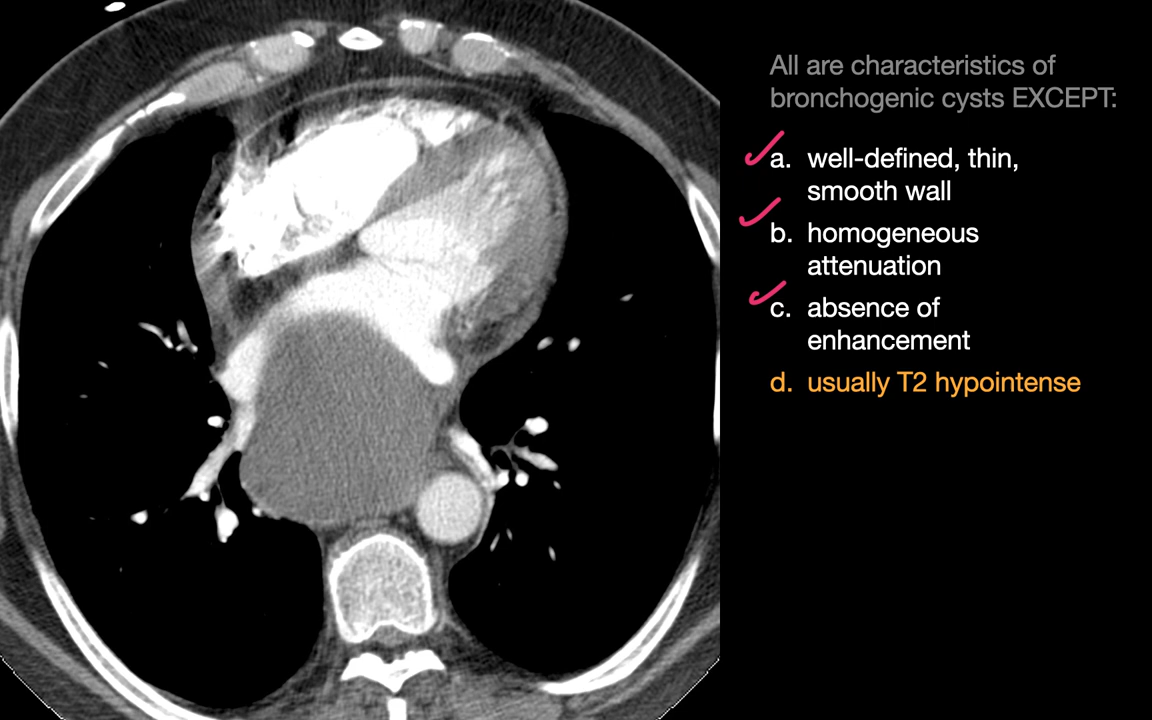 All are characteristics of
bronchogenic cysts EXCEPT:
a. well-defined, thin,
smooth wall
b. homogeneous
attenuation
c. absence of
enhancement
d. usually T2 hypointense